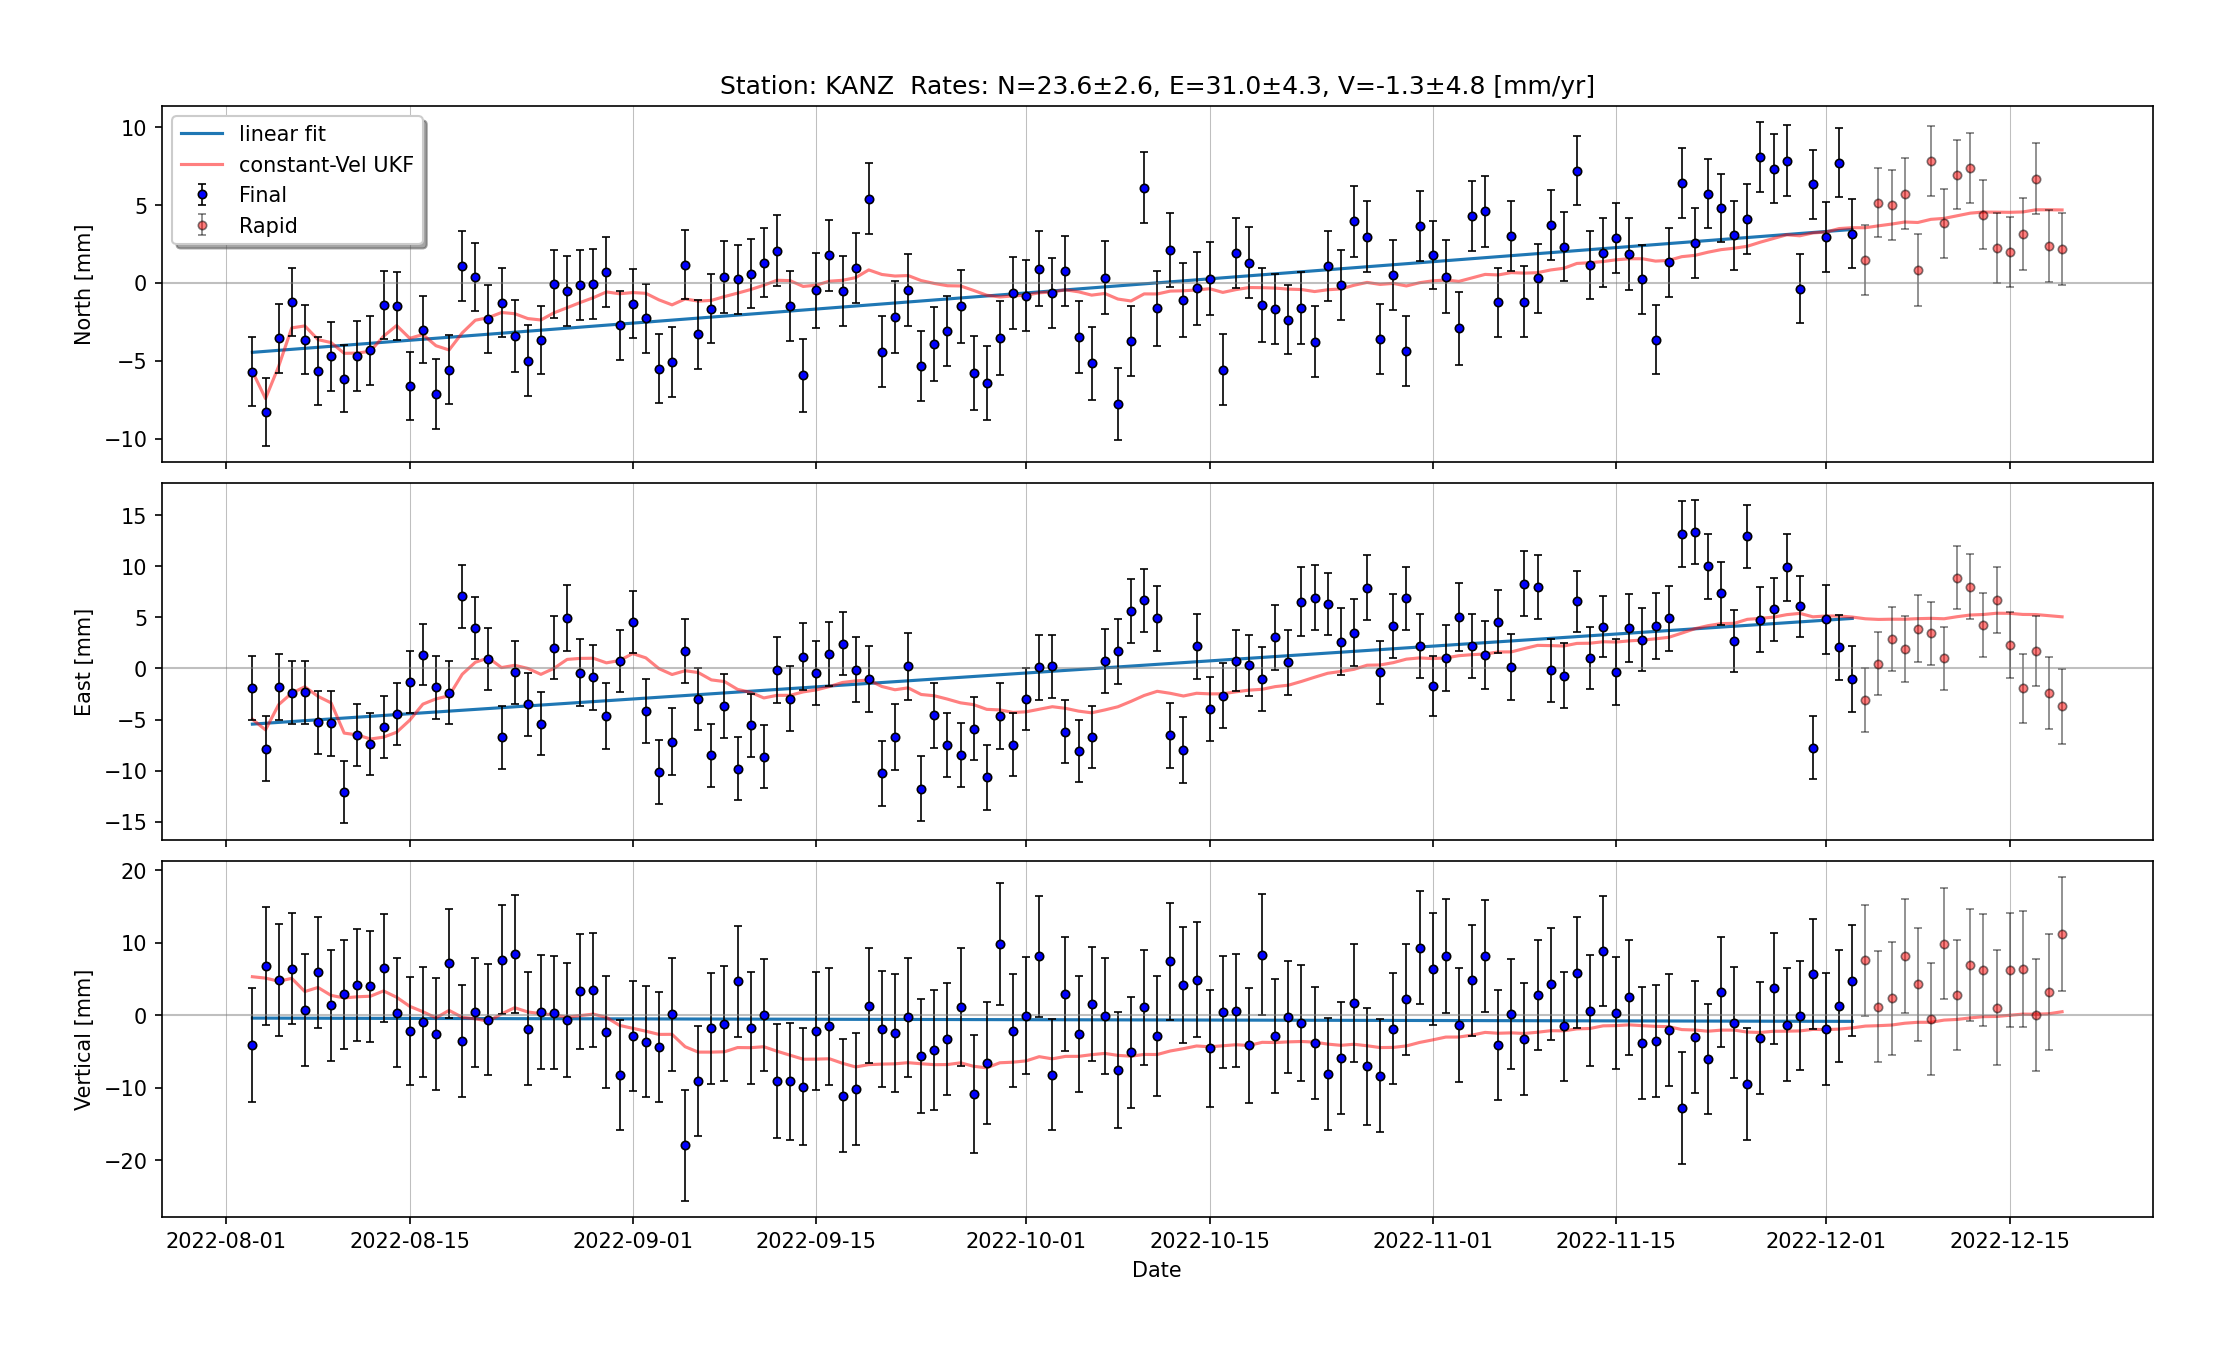 Station: KANZ  Rates: N=23.6±2.6, E=31.0±4.3, V=-1.3±4.8 [mm/yr]
linear fit
constant-Vel UKF
Final
Rapid
North [mm]
10
5
0
−5
−10
East [mm]
15
10
5
0
−5
−10
−15
Vertical [mm]
20
10
0
−10
−20
2022-08-01 2022-08-15 2022-09-01 2022-09-15 2022-10-01 2022-10-15 2022-11-01 2022-11-15 2022-12-01 2022-12-15
Date